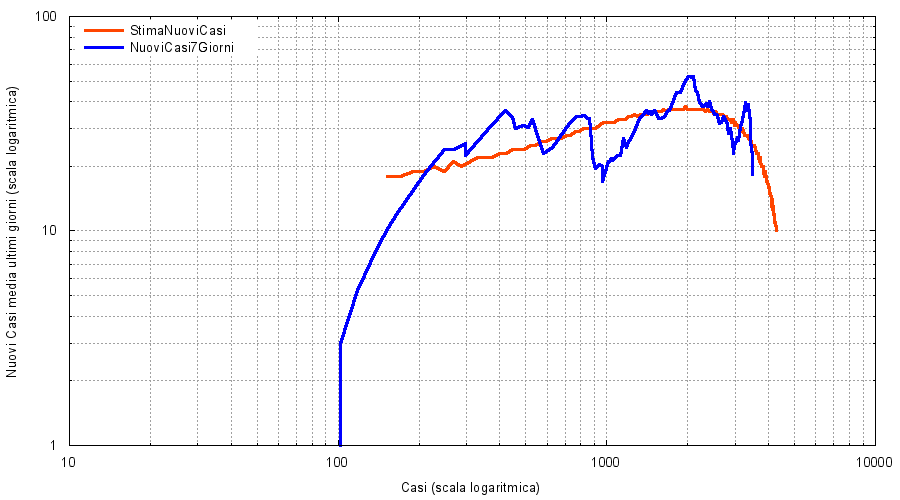 100
StimaNuoviCasi
NuoviCasi7Giorni
Nuovi Casi media ultimi giorni (scala logaritmica)
10
1
10
100
1000
10000
Casi (scala logaritmica)